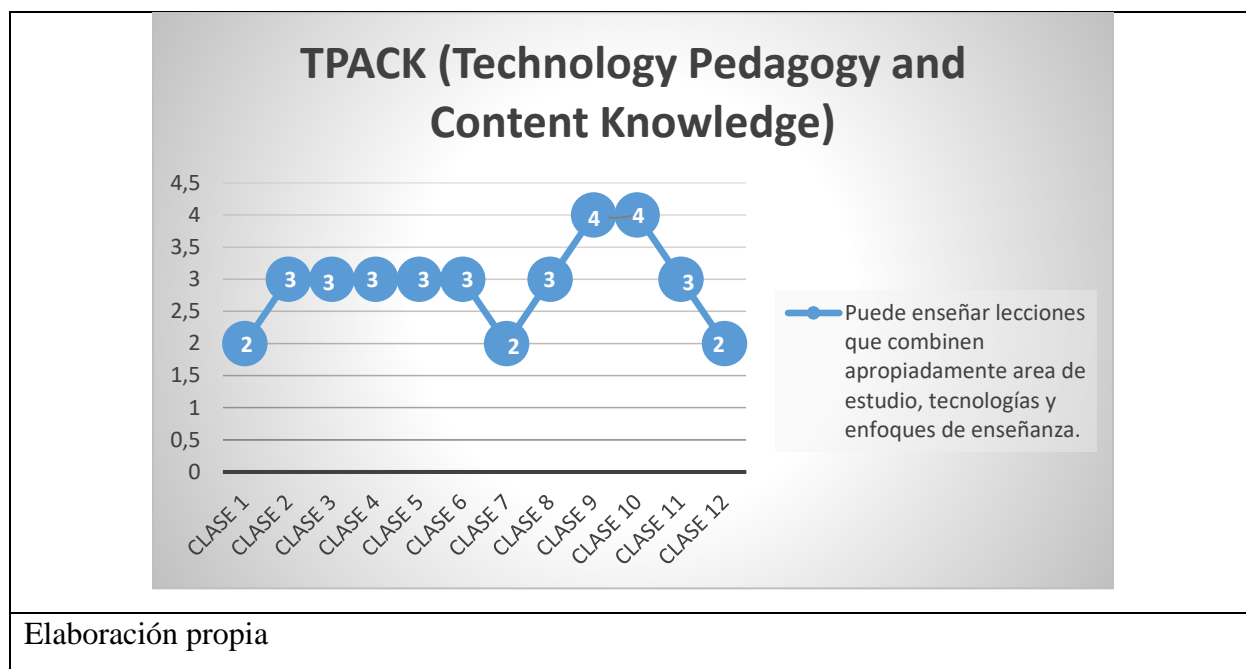 TPACK (Technology Pedagogy and
Content Knowledge)
4,5
4
3,5
3
2,5
2
1,5
1
0,5
0
2
3
3
3
3
3
2
3
4
4
3
2
CLASE 1
CLASE 2
CLASE 3
CLASE 4
CLASE 5
CLASE 6
CLASE 7
CLASE 8
CLASE 9
CLASE 10
CLASE 11
CLASE 12
Puede enseñar lecciones
que combinen
apropiadamente area de
estudio, tecnologías y
enfoques de enseñanza.
Elaboración propia